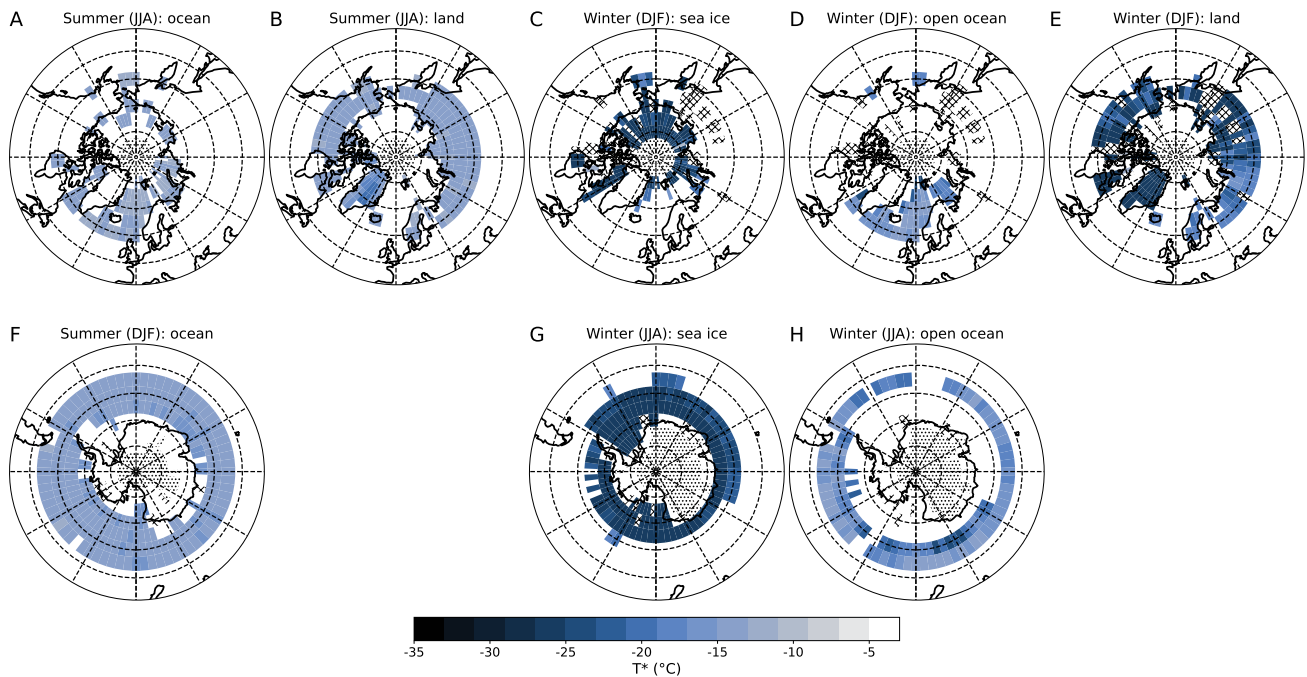 A Summer (JJA): ocean
B Summer (JJA): land
C Winter (DJF): sea ice
D Winter (DJF): open ocean
E Winter (DJF): land
F Summer (DJF): ocean
G Winter (JJA): sea ice
H Winter (JJA): open ocean
-35 -30 -25 -20 -15 -10 -5
T* (°C)